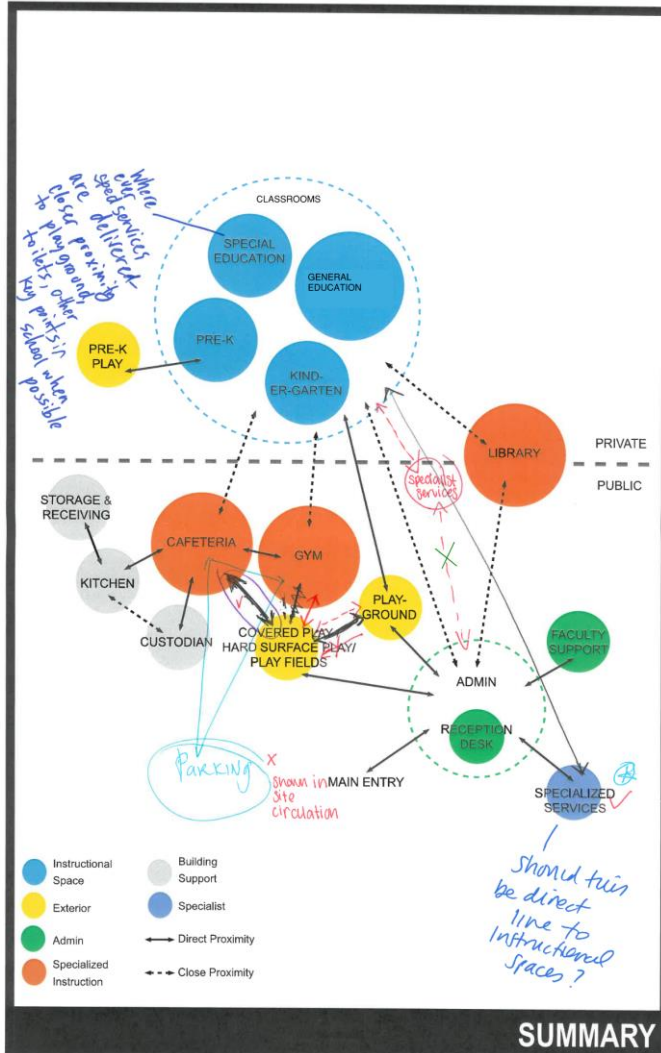 where
ever
sped services
are delivered
closer proximity
to playground,
toilets, other
key points in
school when
possible
CLASSROOMS
SPECIAL
EDUCATION
GENERAL
EDUCATION
PRE-K
PRE-K
PLAY
KIND-
ER-GARTEN
LIBRARY
PRIVATE
PUBLIC
specialist
services
STORAGE &
RECEIVING
CAFETERIA
GYM
KITCHEN
CUSTODIAN
PLAY-
GROUND
COVERED PLAY
HARD SURFACE PLAY/
PLAY FIELDS
FACULTY
SUPPORT
ADMIN
RECEPTION
DESK
PARKING
x
shown in
site
circulation
MAIN ENTRY
SPECIALIZED
SERVICES
should this
be direct
line to
Instructional
spaces?
Instructional
Space
Exterior
Admin
Specialized
Instruction
Building
Support
Specialist
Direct Proximity
Close Proximity
SUMMARY